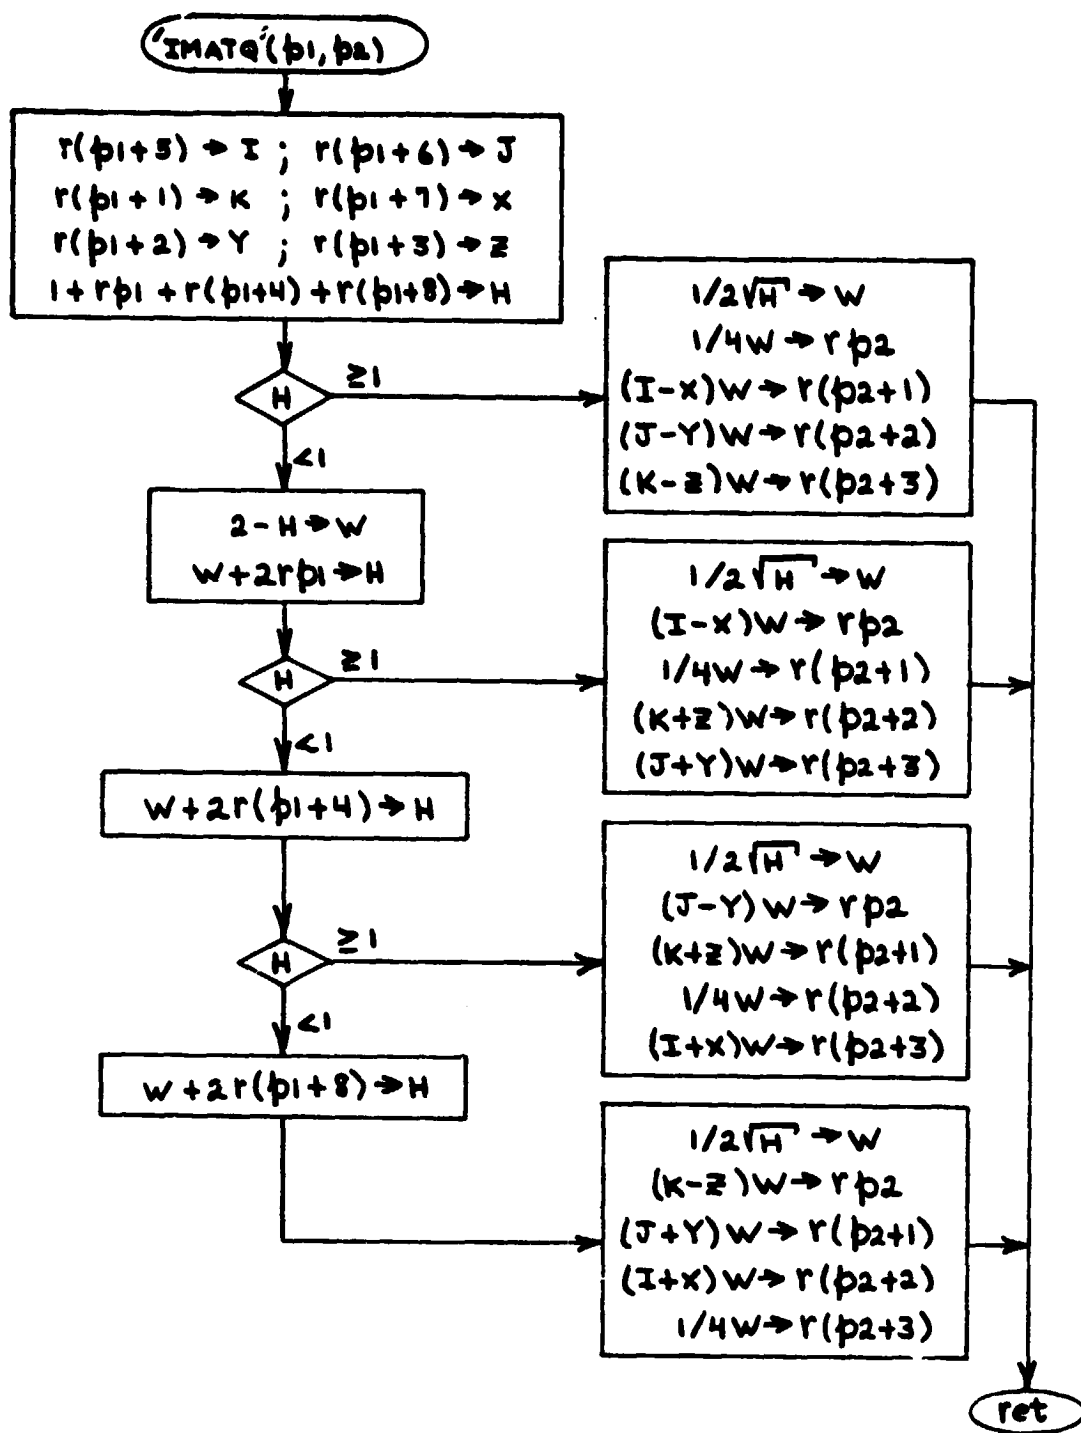 'IMATQ'(p1, p2)
r(p1+5) → I ; r(p1+6) → J
r(p1+1) → K ; r(p1+7) → X
r(p1+2) → Y ; r(p1+3) → Z
1 + rp1 + r(p1+4) + r(p1+8) → H
H
≥1
<1
1/2√H → W
1/4W → rp2
(I-X)W → r(p2+1)
(J-Y)W → r(p2+2)
(K-Z)W → r(p2+3)
2-H → W
W+2rp1 → H
H
≥1
<1
1/2√H → W
(I-X)W → rp2
1/4W → r(p2+1)
(K+Z)W → r(p2+2)
(J+Y)W → r(p2+3)
W+2r(p1+4) → H
H
≥1
<1
1/2√H → W
(J-Y)W → rp2
(K+Z)W → r(p2+1)
1/4W → r(p2+2)
(I+X)W → r(p2+3)
W+2r(p1+8) → H
1/2√H → W
(K-Z)W → rp2
(J+Y)W → r(p2+1)
(I+X)W → r(p2+2)
1/4W → r(p2+3)
ret